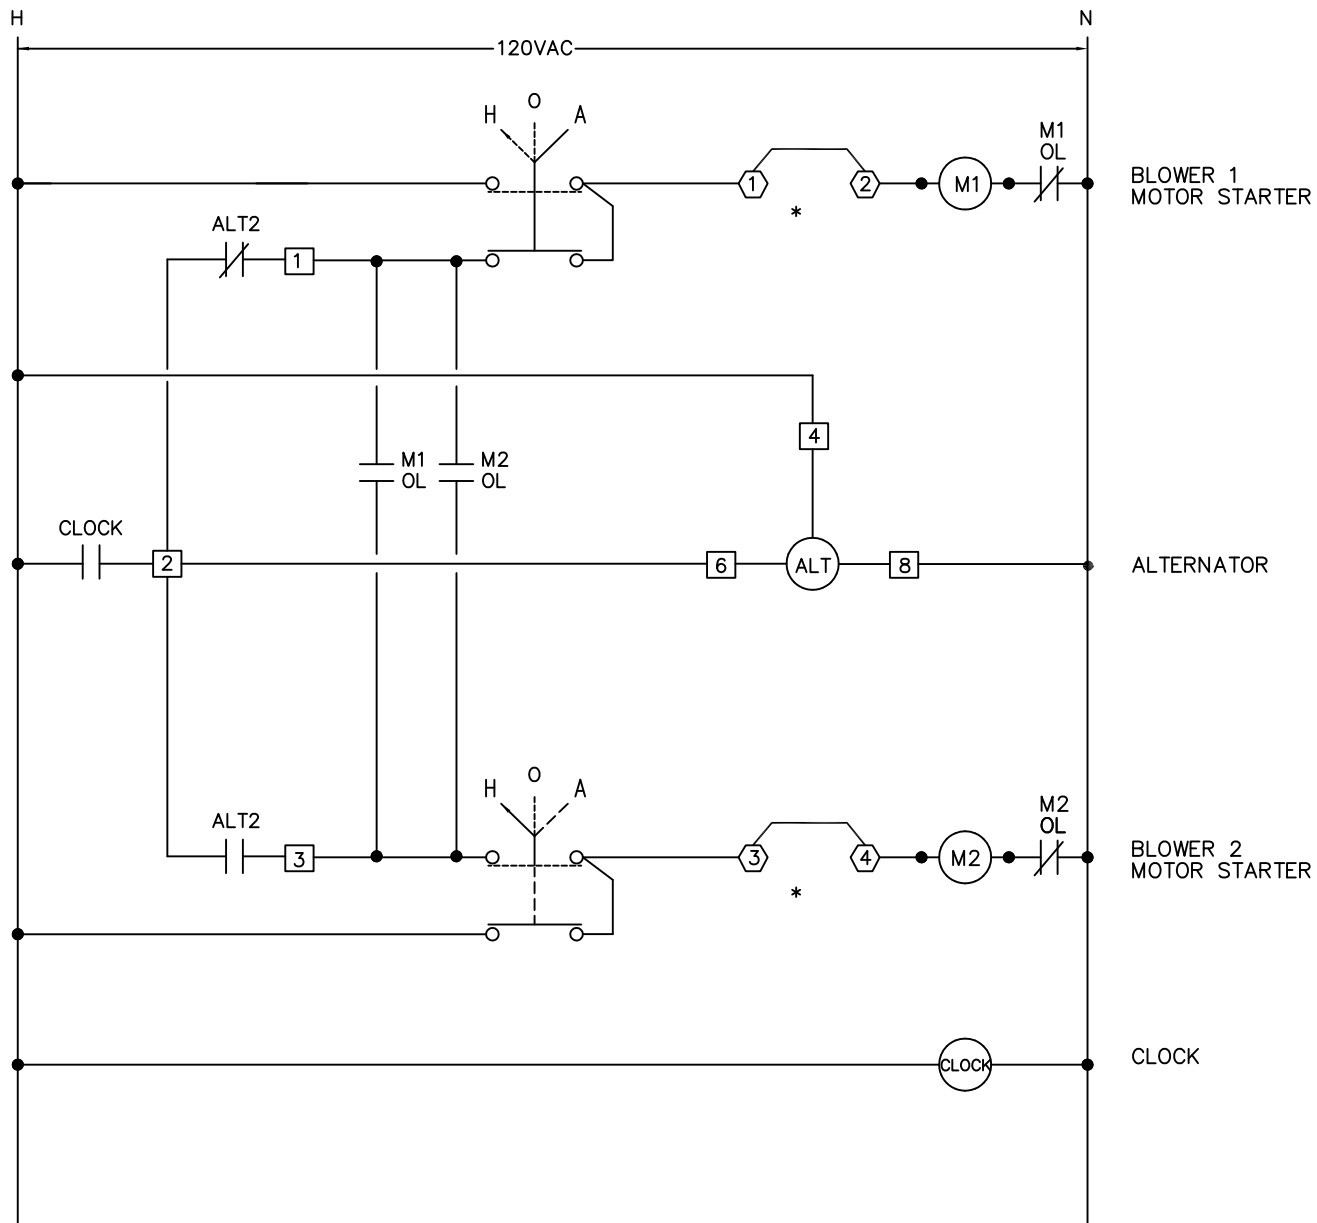 H
N
120VAC
H
O
A
M1
OL
1
2
M1
BLOWER 1
MOTOR STARTER
*
ALT2
1
4
M1
OL
M2
OL
CLOCK
2
6
ALT
8
ALTERNATOR
H
O
A
M2
OL
ALT2
3
3
4
M2
BLOWER 2
MOTOR STARTER
*
CLOCK
CLOCK